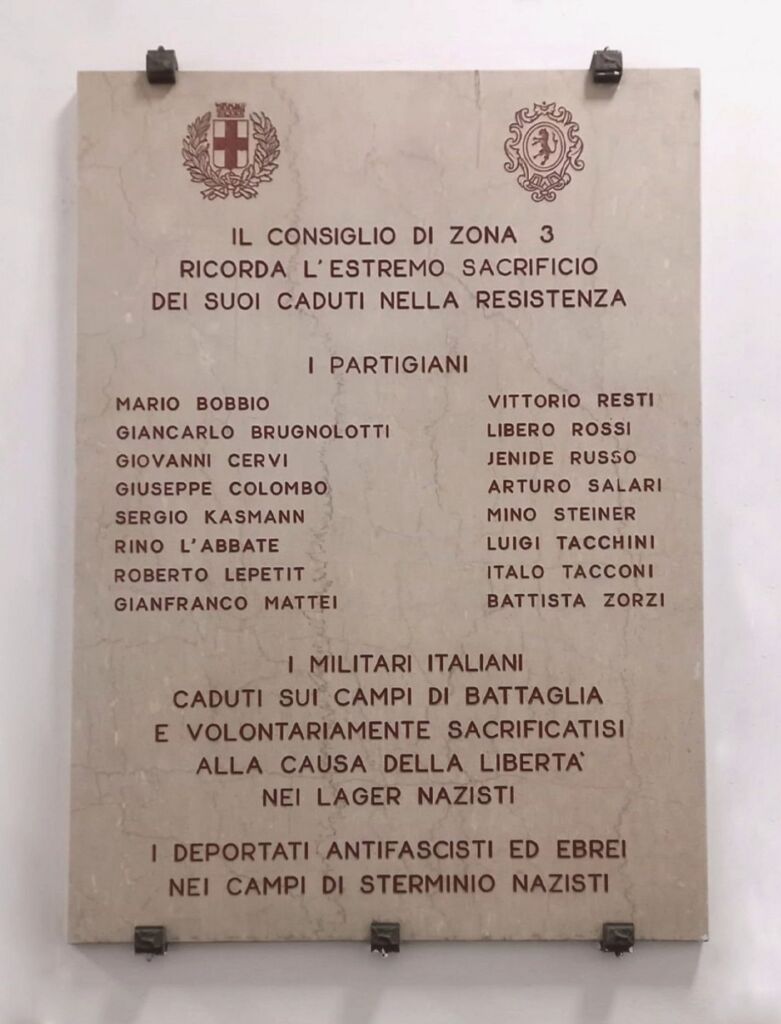 IL CONSIGLIO DI ZONA 3
RICORDA L'ESTREMO SACRIFICIO
DEI SUOI CADUTI NELLA RESISTENZA
I PARTIGIANI
MARIO BOBBIO
GIANCARLO BRUGNOLOTTI
GIOVANNI CERVI
GIUSEPPE COLOMBO
SERGIO KASMANN
RINO L'ABBATE
ROBERTO LEPETIT
GIANFRANCO MATTEI
VITTORIO RESTI
LIBERO ROSSI
JENIDE RUSSO
ARTURO SALARI
MINO STEINER
LUIGI TACCHINI
ITALO TACCONI
BATTISTA ZORZI
I MILITARI ITALIANI
CADUTI SUI CAMPI DI BATTAGLIA
E VOLONTARIAMENTE SACRIFICATISI
ALLA CAUSA DELLA LIBERTA'
NEI LAGER NAZISTI
I DEPORTATI ANTIFASCISTI ED EBREI
NEI CAMPI DI STERMINIO NAZISTI